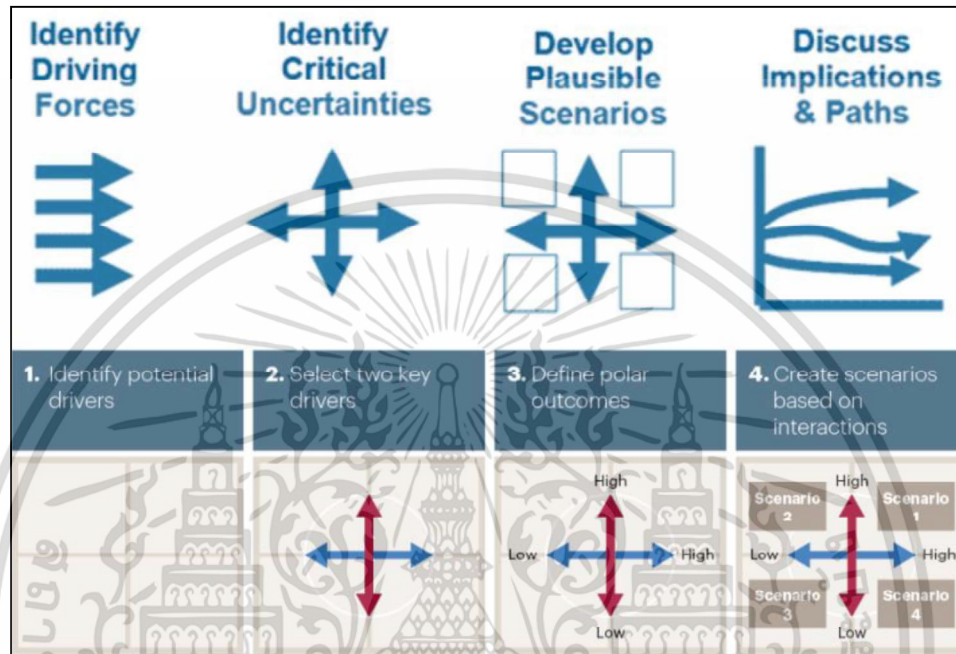 Identify
Driving
Forces
Identify
Critical
Uncertainties
Develop
Plausible
Scenarios
Discuss
Implications
& Paths
1. Identify potential
drivers
2. Select two key
drivers
3. Define polar
outcomes
4. Create scenarios
based on
interactions
High
Low
High
Low
High
Scenario
2
Scenario
1
Low
High
Scenario
3
Scenario
4
Low